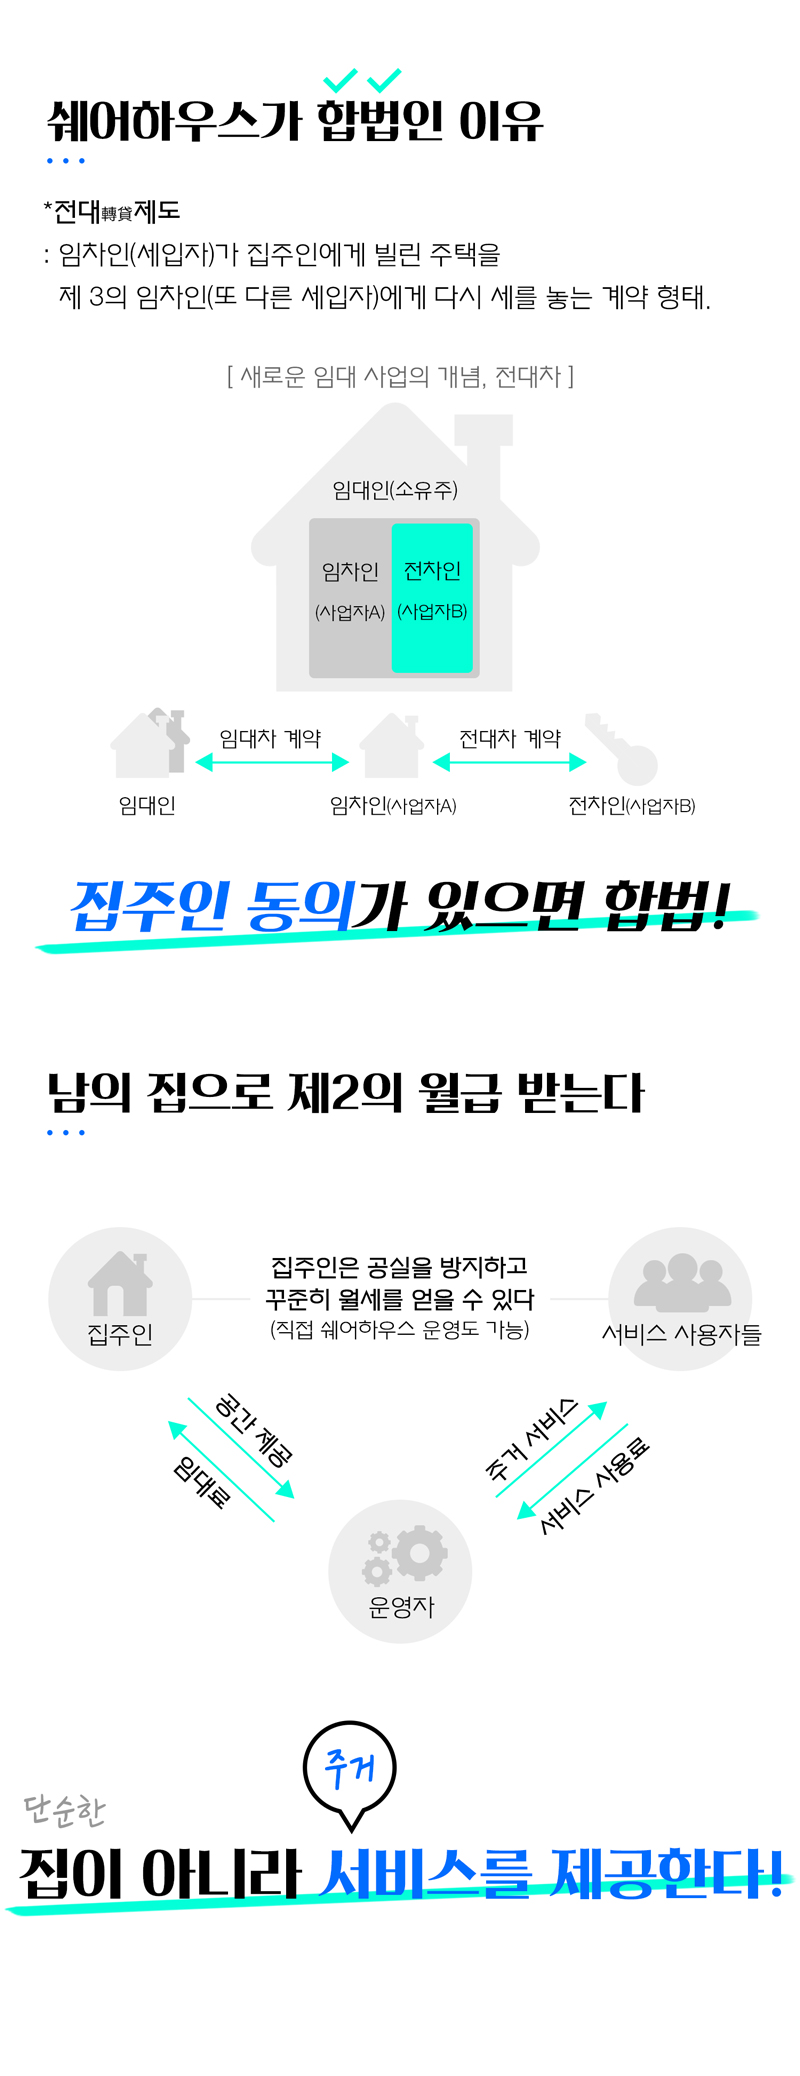 쉐어하우스가 합법인 이유
*전대轉貸제도
: 임차인(세입자)가 집주인에게 빌린 주택을
제 3의 임차인(또 다른 세입자)에게 다시 세를 놓는 계약 형태.
[ 새로운 임대 사업의 개념, 전대차 ]
임대인(소유주)
임차인 전차인
(사업자A) (사업자B)
임대차 계약 전대차 계약
임대인 임차인(사업자A) 전차인(사업자B)
집주인 동의가 있으면 합법!
남의 집으로 제2의 월급 받는다
집주인은 공실을 방지하고
꾸준히 월세를 얻을 수 있다
(직접 쉐어하우스 운영도 가능)
집주인 서비스 사용자들
공간 제공
임대료
주거 서비스
서비스 사용료
운영자
주거
단순한
집이 아니라 서비스를 제공한다!